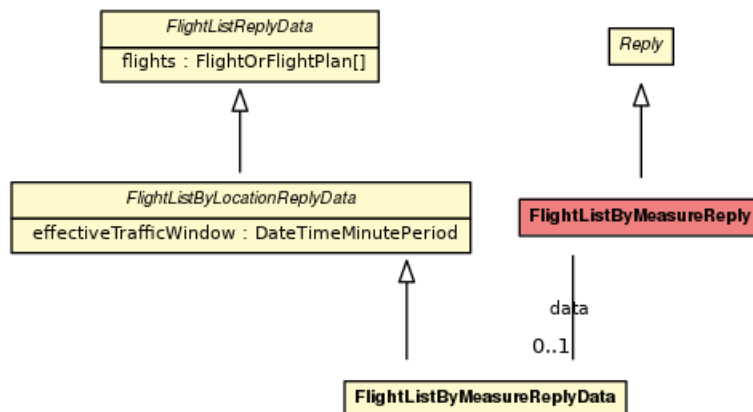 FlightListReplyData
flights : FlightOrFlightPlan[]
Reply
FlightListByLocationReplyData
effectiveTrafficWindow : DateTimeMinutePeriod
FlightListByMeasureReply
data
0..1
FlightListByMeasureReplyData